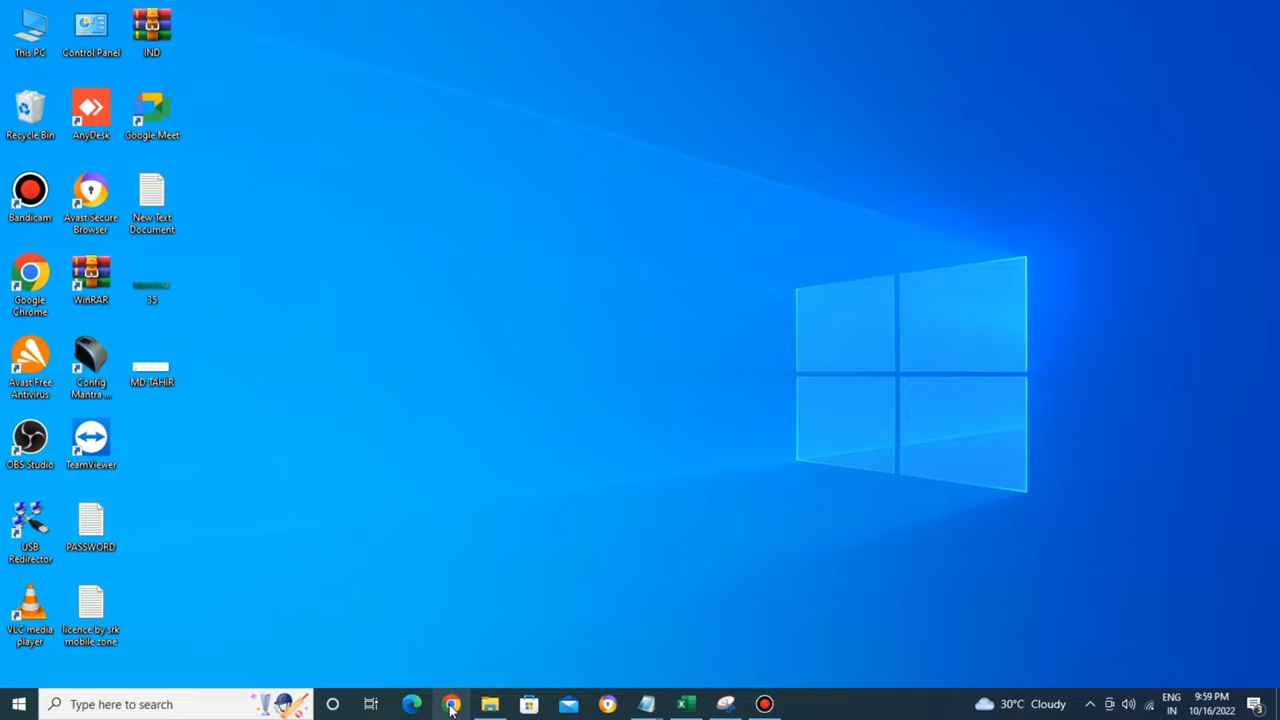 This PC
Control Panel
IND
Recycle Bin
AnyDesk
Google Meet
Bandicam
Avast Secure
Browser
New Text
Document
Google
Chrome
WinRAR
35
Avast Free
Antivirus
Config
Mantra ...
MD TAHIR
OBS Studio
TeamViewer
USB
Redirector
PASSWORD
VLC media
player
licence by srk
mobile zone
Type here to search
30°C Cloudy
ENG
IN
9:59 PM
10/16/2022
3